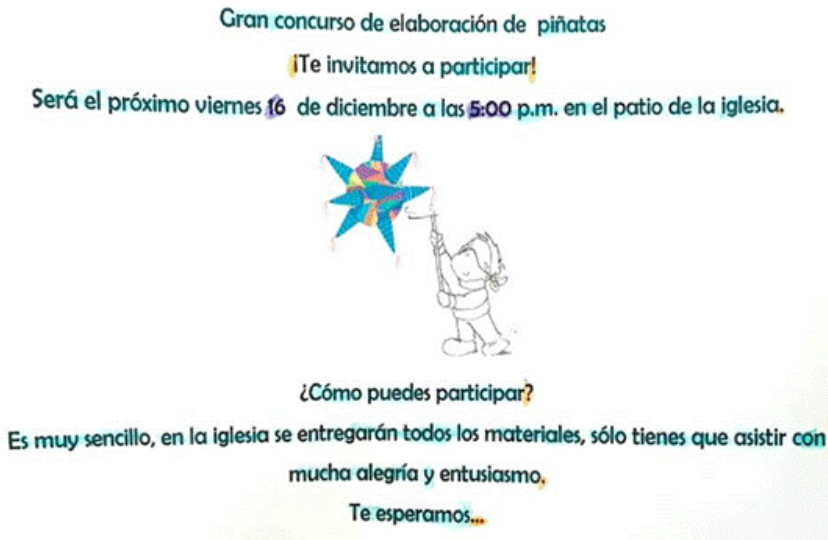 Gran concurso de elaboración de piñatas
¡Te invitamos a participar!
Será el próximo viernes 16 de diciembre a las 5:00 p.m. en el patio de la iglesia.
¿Cómo puedes participar?
Es muy sencillo, en la iglesia se entregarán todos los materiales, sólo tienes que asistir con
mucha alegría y entusiasmo.
Te esperamos...